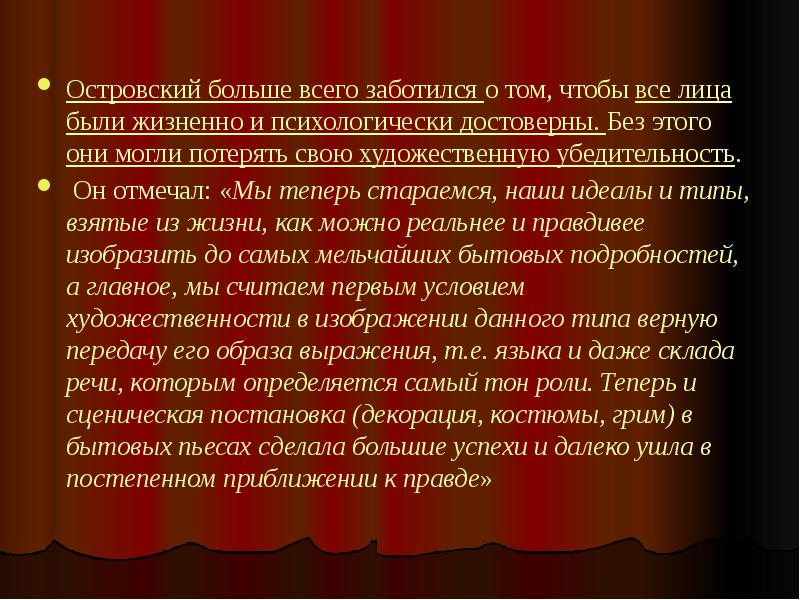 Островский больше всего заботился о том, чтобы все лица
были жизненно и психологически достоверны. Без этого
они могли потерять свою художественную убедительность.
Он отмечал: «Мы теперь стараемся, наши идеалы и типы,
взятые из жизни, как можно реальнее и правдивее
изобразить до самых мельчайших бытовых подробностей,
а главное, мы считаем первым условием
художественности в изображении данного типа верную
передачу его образа выражения, т.е. языка и даже склада
речи, которым определяется самый тон роли. Теперь и
сценическая постановка (декорация, костюмы, грим) в
бытовых пьесах сделала большие успехи и далеко ушла в
постепенном приближении к правде»